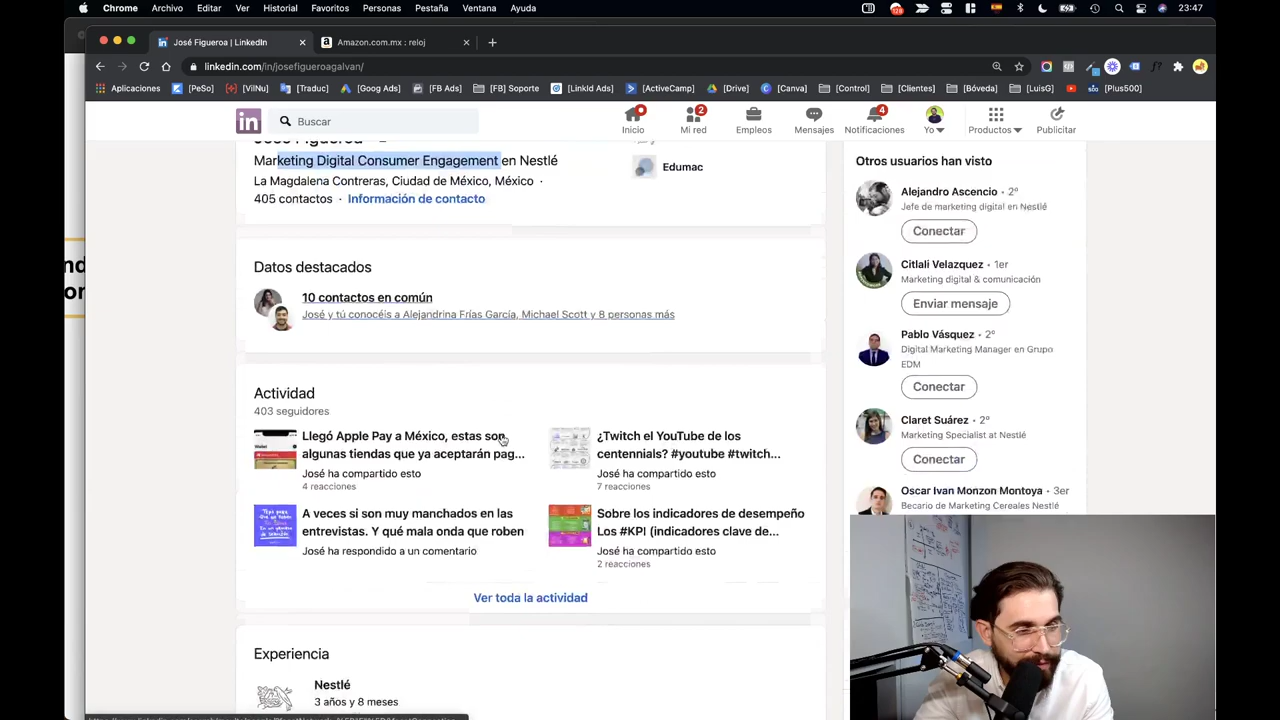 Chrome Archivo Editar Ver Historial Favoritos Personas Pestaña Ventana Ayuda 23:47
José Figueroa | LinkedIn Amazon.com.mx : reloj
linkedin.com/in/josefigueroagalvan/
Aplicaciones [PeSo] [VilNu] [Traduc] [Goog Ads] [FB Ads] [Outsource [LinkId Ads] [ActiveCamp] [Drive] [Canva] [Control] [Clientes] [Bóveda] [LuisG] [Plus500]
in Buscar
Inicio Mi red 2 Empleos Mensajes Notificaciones 4 Yo Productos Publicitar
Marketing Digital Consumer Engagement en Nestlé
La Magdalena Contreras, Ciudad de México, México ·
405 contactos · Información de contacto
Edumac
Datos destacados
10 contactos en común
José y tú conocéis a Alejandrina Frías García, Michael Scott y 8 personas más
Actividad
403 seguidores
Llegó Apple Pay a México, estas son
algunas tiendas que ya aceptarán pag...
José ha compartido esto
4 reacciones
¿Twitch el YouTube de los
centennials? #youtube #twitch...
José ha compartido esto
7 reacciones
A veces si son muy manchados en las
entrevistas. Y qué mala onda que roben
José ha respondido a un comentario
Sobre los indicadores de desempeño
Los #KPI (indicadores clave de...
José ha compartido esto
2 reacciones
Ver toda la actividad
Experiencia
Nestlé
3 años y 8 meses
Otros usuarios han visto
Alejandro Ascencio · 2º
Jefe de marketing digital en Nestlé
Conectar
Citlali Velazquez · 1er
Marketing digital & comunicación
Enviar mensaje
Pablo Vásquez · 2º
Digital Marketing Manager en Grupo
EDM
Conectar
Claret Suárez · 2º
Marketing Specialist at Nestlé
Conectar
Oscar Ivan Monzon Montoya · 3er
Becario de Marketing Cereales Nestlé